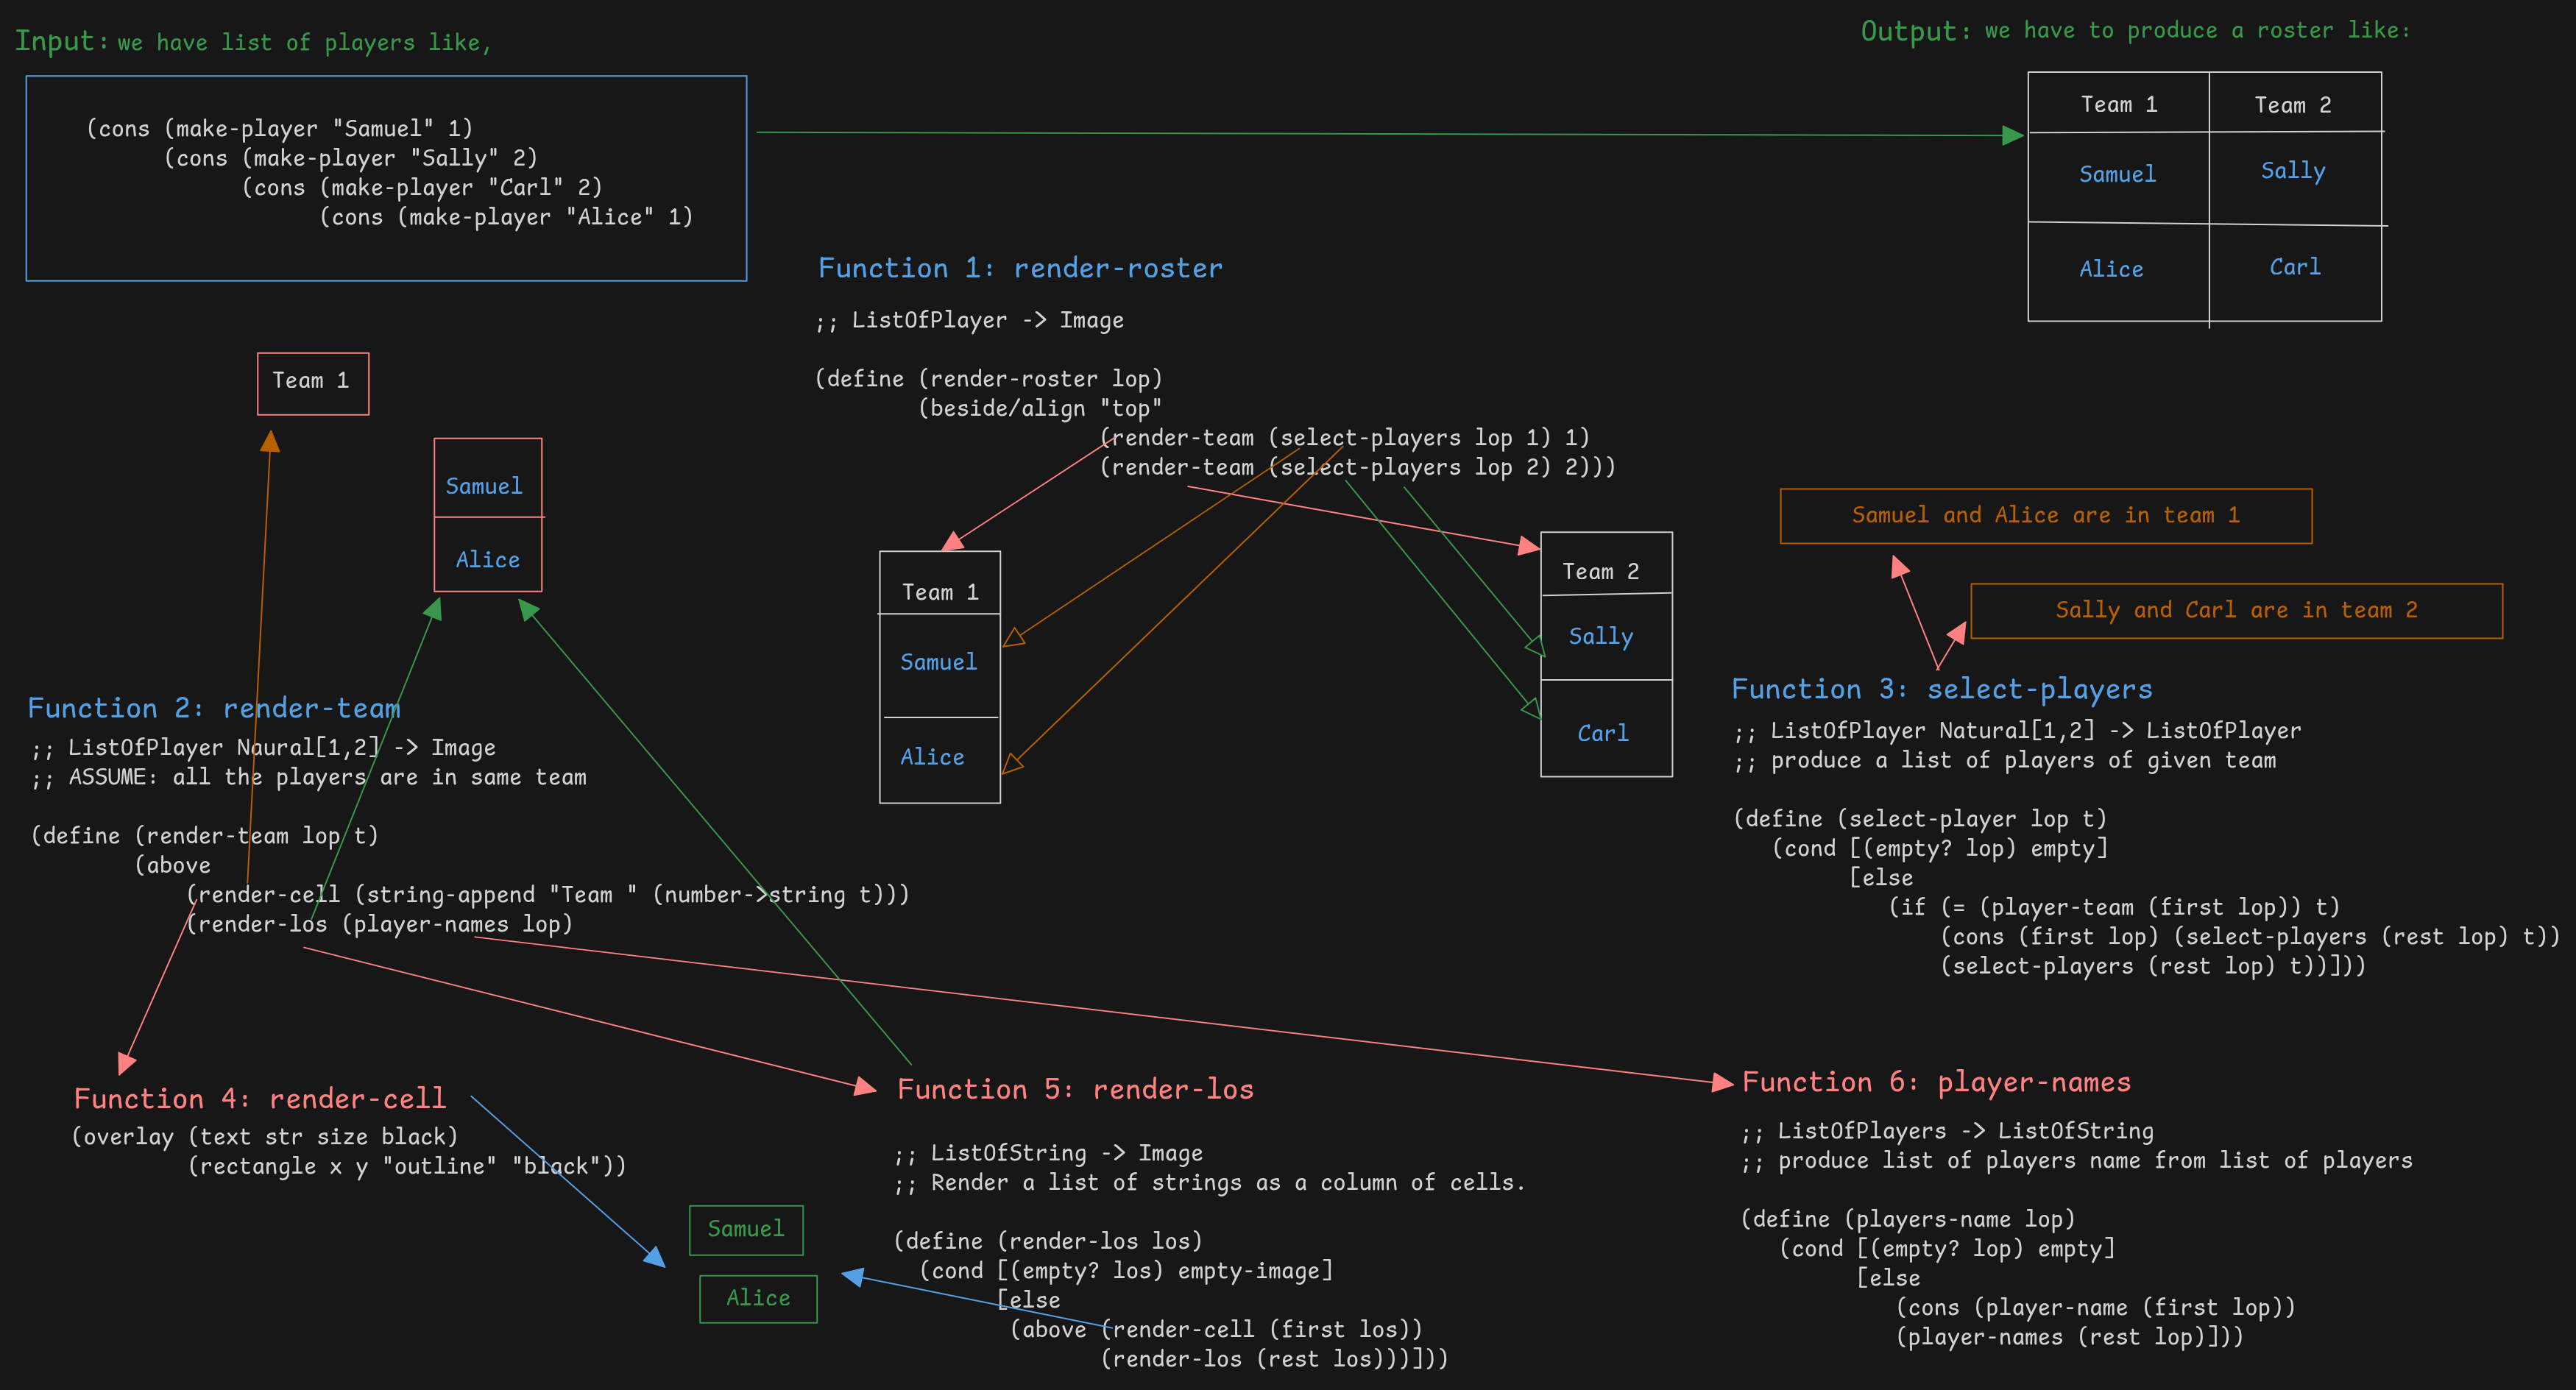 Input: we have list of players like,
(cons (make-player "Samuel" 1)
(cons (make-player "Sally" 2)
(cons (make-player "Carl" 2)
(cons (make-player "Alice" 1)
Output: we have to produce a roster like:
Team 1 Team 2
Samuel Sally
Alice Carl
Function 1: render-roster
;; ListOfPlayer -> Image
(define (render-roster lop)
(beside/align "top"
(render-team (select-players lop 1) 1)
(render-team (select-players lop 2) 2)))
Team 1
Samuel
Alice
Team 1
Samuel
Alice
Team 2
Sally
Carl
Samuel and Alice are in team 1
Sally and Carl are in team 2
Function 2: render-team
;; ListOfPlayer Naural[1,2] -> Image
;; ASSUME: all the players are in same team
(define (render-team lop t)
(above
(render-cell (string-append "Team " (number->string t)))
(render-los (player-names lop)
Function 3: select-players
;; ListOfPlayer Natural[1,2] -> ListOfPlayer
;; produce a list of players of given team
(define (select-player lop t)
(cond [(empty? lop) empty]
[else
(if (= (player-team (first lop)) t)
(cons (first lop) (select-players (rest lop) t))
(select-players (rest lop) t))]))
Function 4: render-cell
(overlay (text str size black)
(rectangle x y "outline" "black"))
Samuel
Alice
Function 5: render-los
;; ListOfString -> Image
;; Render a list of strings as a column of cells.
(define (render-los los)
(cond [(empty? los) empty-image]
[else
(above (render-cell (first los))
(render-los (rest los)))]))
Function 6: player-names
;; ListOfPlayers -> ListOfString
;; produce list of players name from list of players
(define (players-name lop)
(cond [(empty? lop) empty]
[else
(cons (player-name (first lop))
(player-names (rest lop)]))